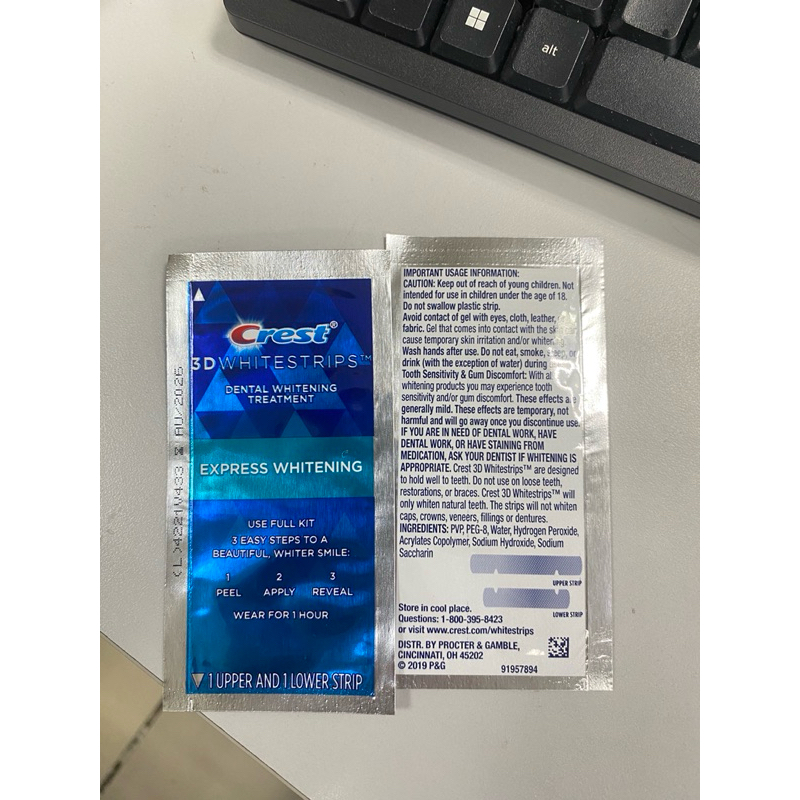 alt
Crest®
3DWHITESTRIPS™
DENTAL WHITENING
TREATMENT
EXPRESS WHITENING
USE FULL KIT
3 EASY STEPS TO A
BEAUTIFUL, WHITER SMILE:
1 2 3
PEEL APPLY REVEAL
WEAR FOR 1 HOUR
1 UPPER AND 1 LOWER STRIP
(L)4221V433 AU/2025
IMPORTANT USAGE INFORMATION:
CAUTION: Keep out of reach of young children. Not
intended for use in children under the age of 18.
Do not swallow plastic strip.
Avoid contact of gel with eyes, cloth, leather,
fabric. Gel that comes into contact with the
cause temporary skin irritation and/or
Wash hands after use. Do not eat, smoke, or
drink (with the exception of water) during
Tooth Sensitivity & Gum Discomfort: With
whitening products you may experience tooth
sensitivity and/or gum discomfort. These effects are
generally mild. These effects are temporary, not
harmful and will go away once you discontinue use.
IF YOU ARE IN NEED OF DENTAL WORK, HAVE
DENTAL WORK, OR HAVE STAINING FROM
MEDICATION, ASK YOUR DENTIST IF WHITENING IS
APPROPRIATE. Crest 3D Whitestrips™ are designed
to hold well to teeth. Do not use on loose teeth,
restorations, or braces. Crest 3D Whitestrips™ will
only whiten natural teeth. The strips will not whiten
caps, crowns, veneers, fillings or dentures.
INGREDIENTS: PVP, PEG-8, Water, Hydrogen Peroxide,
Acrylates Copolymer, Sodium Hydroxide, Sodium
Saccharin
UPPER STRIP
LOWER STRIP
Store in cool place.
Questions: 1-800-395-8423
or visit www.crest.com/whitestrips
DISTR. BY PROCTER & GAMBLE,
CINCINNATI, OH 45202
© 2019 P&G
91957894